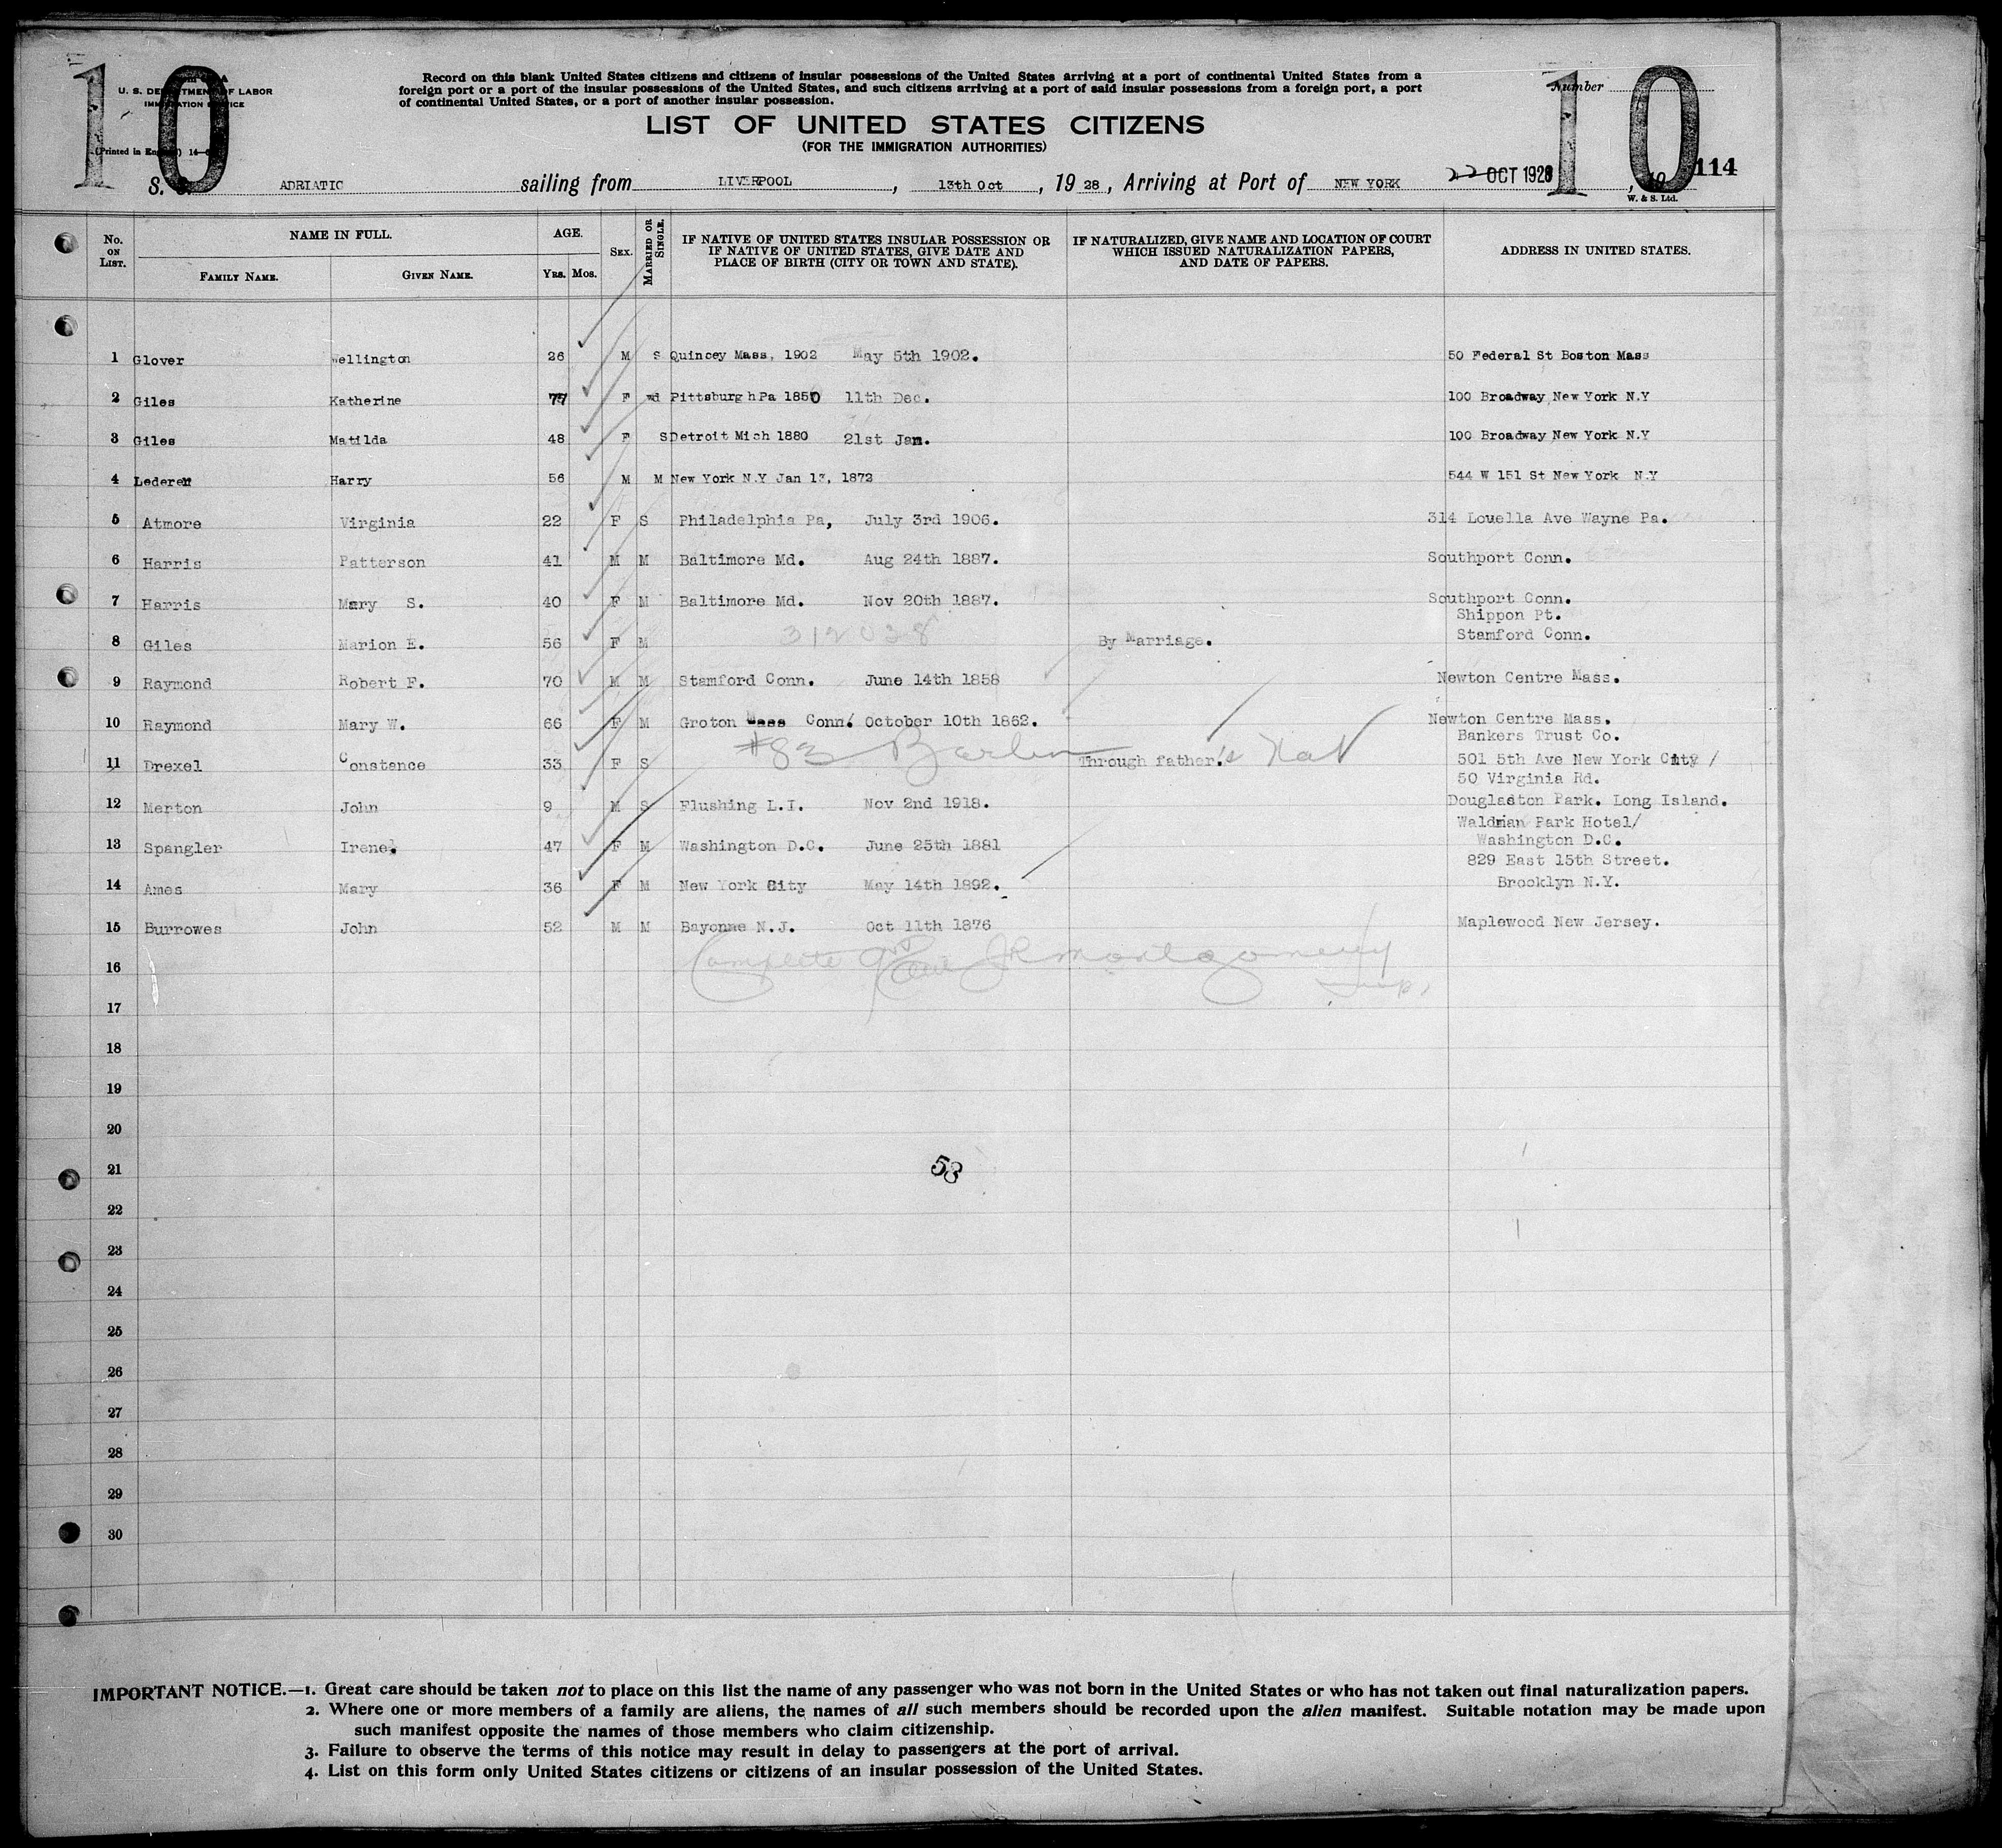 10 10
U. S. DEPARTMENT OF LABOR
IMMIGRATION SERVICE
(Printed in England) 14—
Record on this blank United States citizens and citizens of insular possessions of the United States arriving at a port of continental United States from a
foreign port or a port of the insular possessions of the United States, and such citizens arriving at a port of said insular possessions from a foreign port, a port
of continental United States, or a port of another insular possession.
Number
LIST OF UNITED STATES CITIZENS
(FOR THE IMMIGRATION AUTHORITIES)
S. ADRIATIC sailing from LIVERPOOL, 13th Oct, 1928, Arriving at Port of NEW YORK 22 OCT 1928, 19 114
W. & S. Ltd.
No. ON LIST. NAME IN FULL. AGE. SEX. MARRIED OR SINGLE. IF NATIVE OF UNITED STATES INSULAR POSSESSION OR IF NATIVE OF UNITED STATES, GIVE DATE AND PLACE OF BIRTH (CITY OR TOWN AND STATE). IF NATURALIZED, GIVE NAME AND LOCATION OF COURT WHICH ISSUED NATURALIZATION PAPERS, AND DATE OF PAPERS. ADDRESS IN UNITED STATES.
FAMILY NAME. GIVEN NAME. YRS. MOS.
1 Glover Wellington 26 M S Quincey Mass, 1902 May 5th 1902. 50 Federal St Boston Mass
2 Giles Katherine 77 F wd Pittsburgh Pa 1850 11th Dec. 100 Broadway New York N.Y
3 Giles Matilda 48 F S Detroit Mich 1880 21st Jan. 100 Broadway New York N.Y
4 Lederer Harry 56 M M New York N.Y Jan 13, 1872 544 W 151 St New York N.Y
5 Atmore Virginia 22 F S Philadelphia Pa, July 3rd 1906. 314 Louella Ave Wayne Pa.
6 Harris Patterson 41 M M Baltimore Md. Aug 24th 1887. Southport Conn.
7 Harris Mary S. 40 F M Baltimore Md. Nov 20th 1887. Southport Conn.
Shippon Pt.
8 Giles Marion E. 56 F M 312038 By Marriage. Stamford Conn.
9 Raymond Robert F. 70 M M Stamford Conn. June 14th 1858 Newton Centre Mass.
10 Raymond Mary W. 66 F M Groton Mass Conn. October 10th 1862. Newton Centre Mass.
Bankers Trust Co.
11 Drexel Constence 33 F S #83 Berlin Through father's Nat 501 5th Ave New York City /
50 Virginia Rd.
12 Merton John 9 M S Flushing L.I. Nov 2nd 1918. Douglaston Park. Long Island.
Waldman Park Hotel/
13 Spangler Irene. 47 F M Washington D.C. June 25th 1881 Washington D.C.
829 East 15th Street.
14 Ames Mary 36 F M New York City May 14th 1892. Brooklyn N.Y.
15 Burrowes John 52 M M Bayonne N.J. Oct 11th 1876 Maplewood New Jersey.
16 Complete JR Montgomery
Insp.
17
18
19
20
21 58
22
23
24
25
26
27
28
29
30
IMPORTANT NOTICE.—1. Great care should be taken not to place on this list the name of any passenger who was not born in the United States or who has not taken out final naturalization papers.
2. Where one or more members of a family are aliens, the names of all such members should be recorded upon the alien manifest. Suitable notation may be made upon
such manifest opposite the names of those members who claim citizenship.
3. Failure to observe the terms of this notice may result in delay to passengers at the port of arrival.
4. List on this form only United States citizens or citizens of an insular possession of the United States.